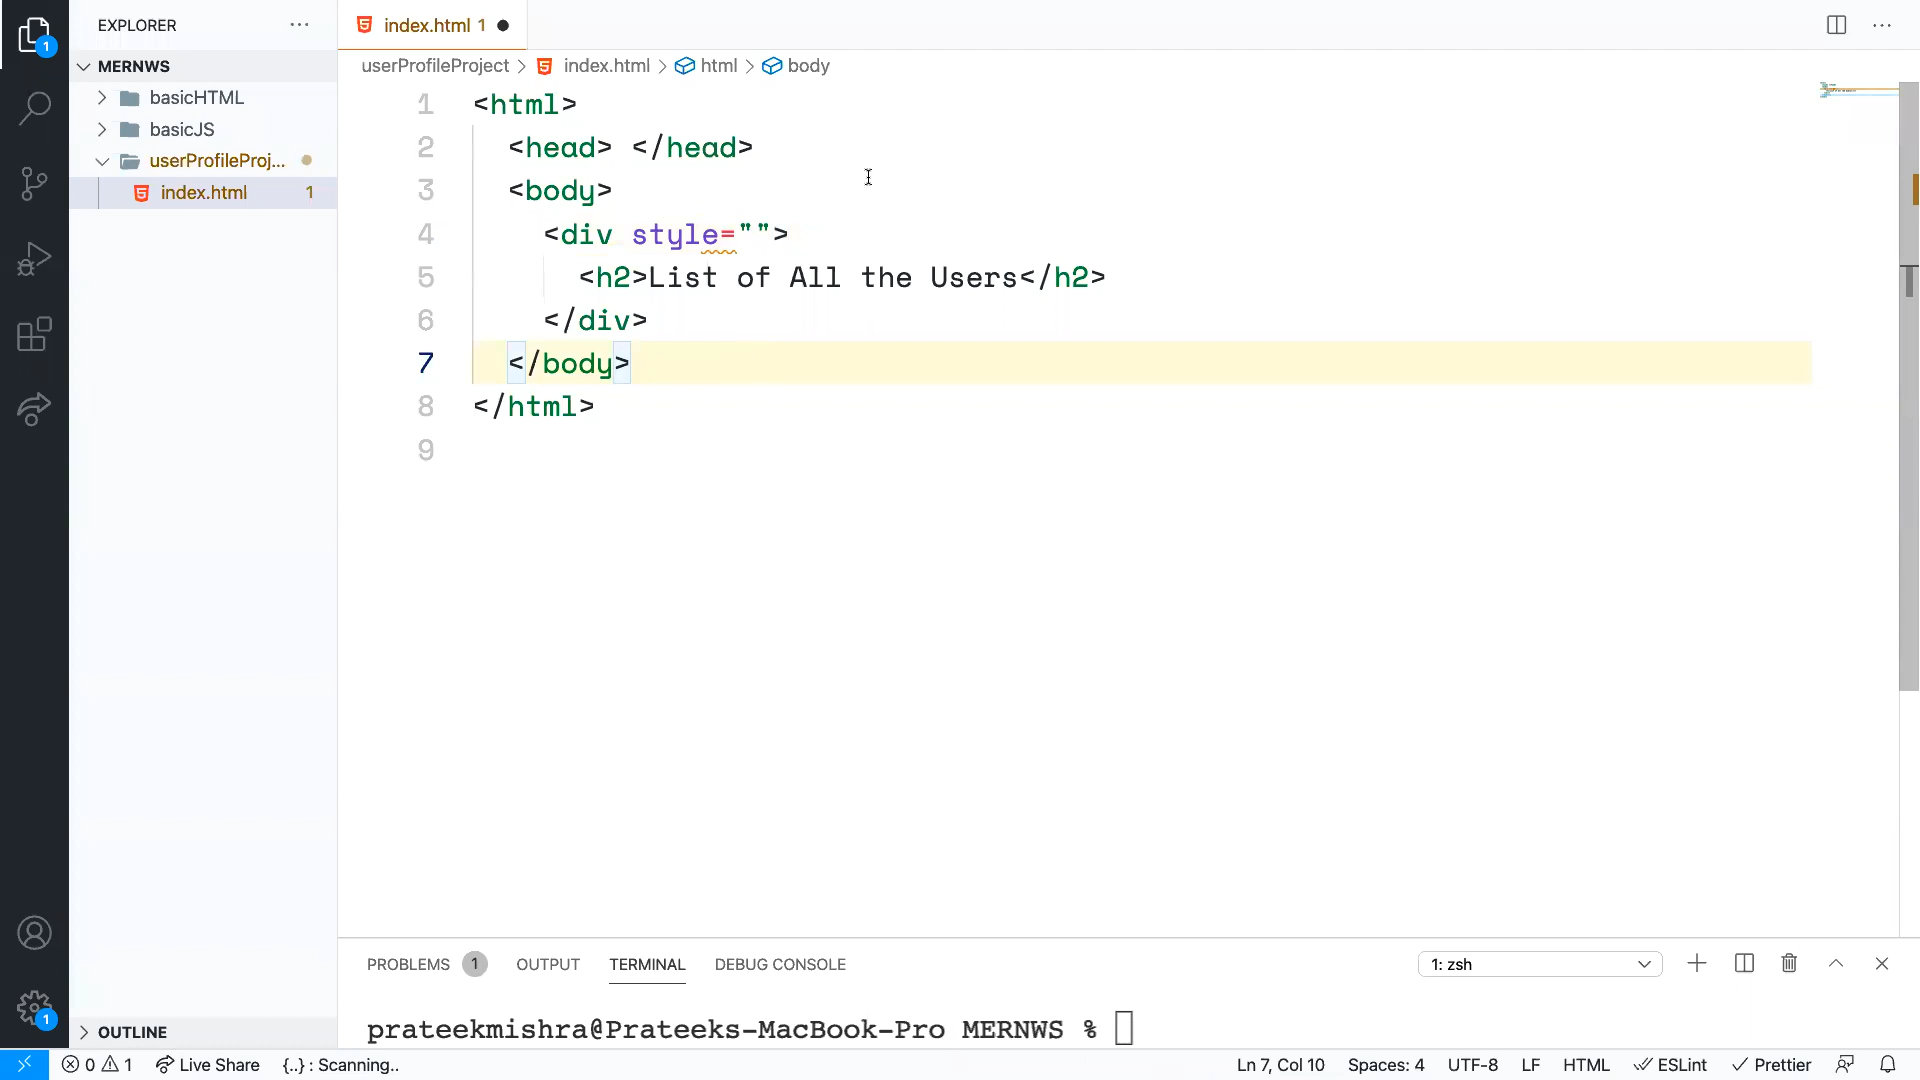 EXPLORER
MERNWS
basicHTML
basicJS
userProfileProj...
index.html 1
OUTLINE
1
1
index.html 1
userProfileProject > index.html > html > body
1 <html>
2 <head> </head>
3 <body>
4 <div style="">
5 <h2>List of All the Users</h2>
6 </div>
7 </body>
8 </html>
9
PROBLEMS 1 OUTPUT TERMINAL DEBUG CONSOLE 1: zsh
prateekmishra@Prateeks-MacBook-Pro MERNWS %
0 1 Live Share {..} : Scanning.. Ln 7, Col 10 Spaces: 4 UTF-8 LF HTML ESLint Prettier